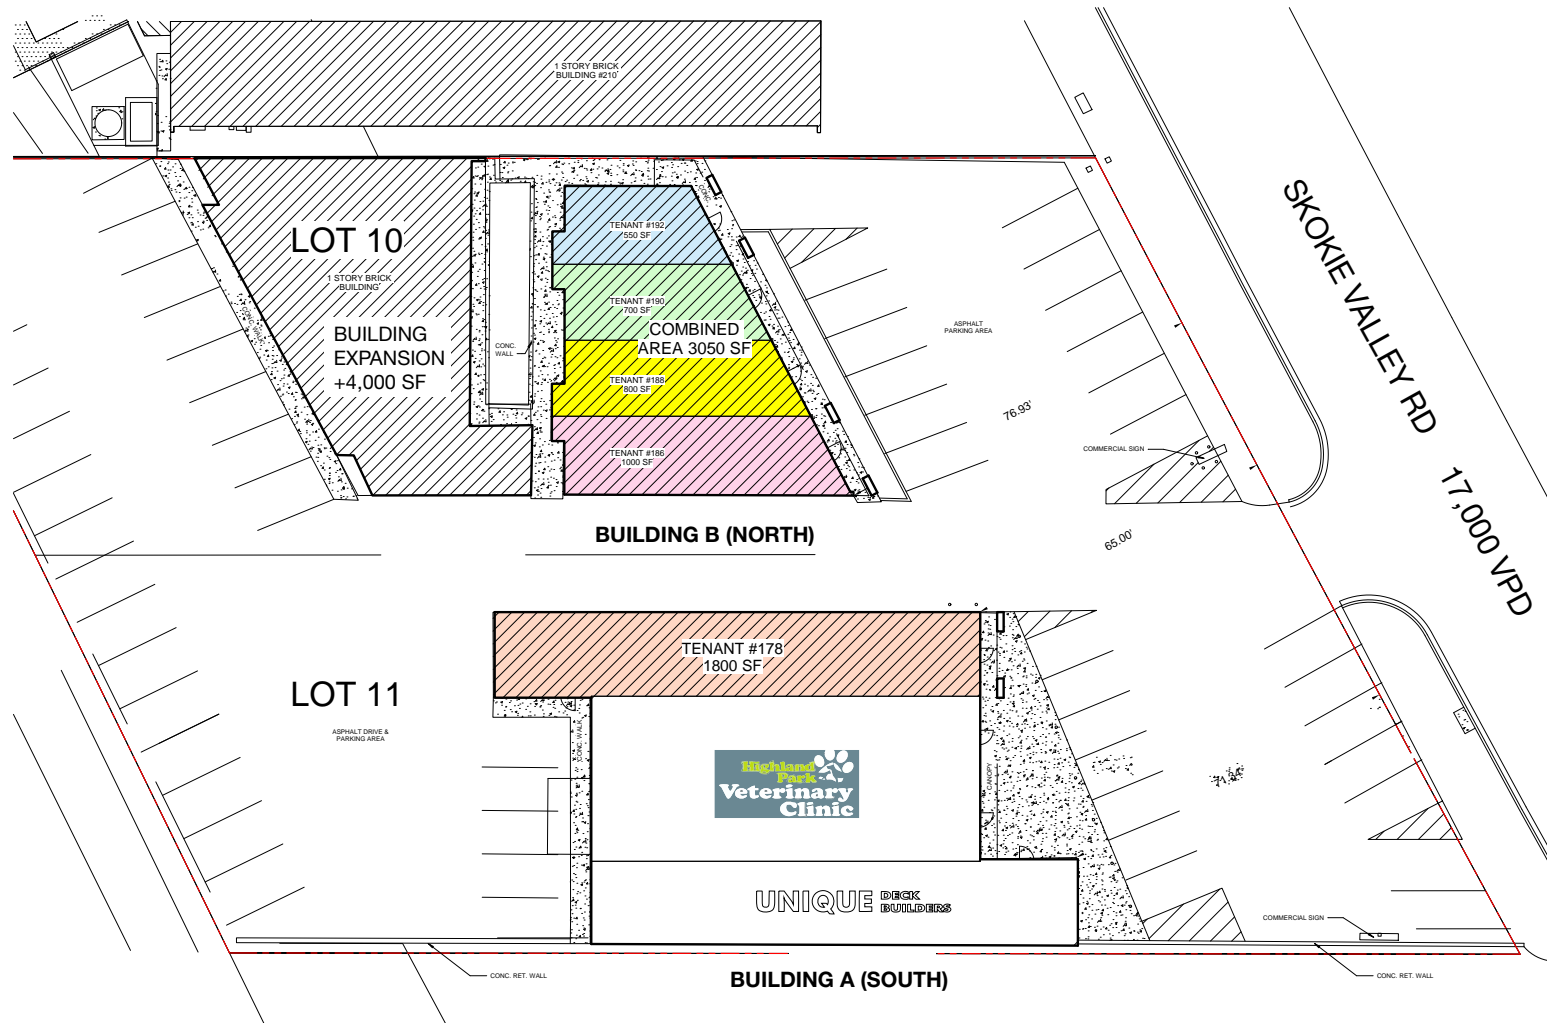 1 STORY BRICK
BUILDING #210
CONC.
TENANT #192
550 SF
LOT 10
1 STORY BRICK
BUILDING
CONC. WALK
BUILDING
EXPANSION
+4,000 SF
CONC.
WALL
TENANT #190
700 SF
COMBINED
AREA 3050 SF
TENANT #188
800 SF
TENANT #186
1000 SF
ASPHALT
PARKING AREA
76.93'
COMMERCIAL SIGN
SKOKIE VALLEY RD
17,000 VPD
BUILDING B (NORTH)
65.00'
TENANT #178
1800 SF
LOT 11
ASPHALT DRIVE &
PARKING AREA
CONC. WALK
Highland
Park
Veterinary
Clinic
CANOPY
UNIQUE DECK
BUILDERS
COMMERCIAL SIGN
CONC. RET. WALL
BUILDING A (SOUTH)
CONC. RET. WALL